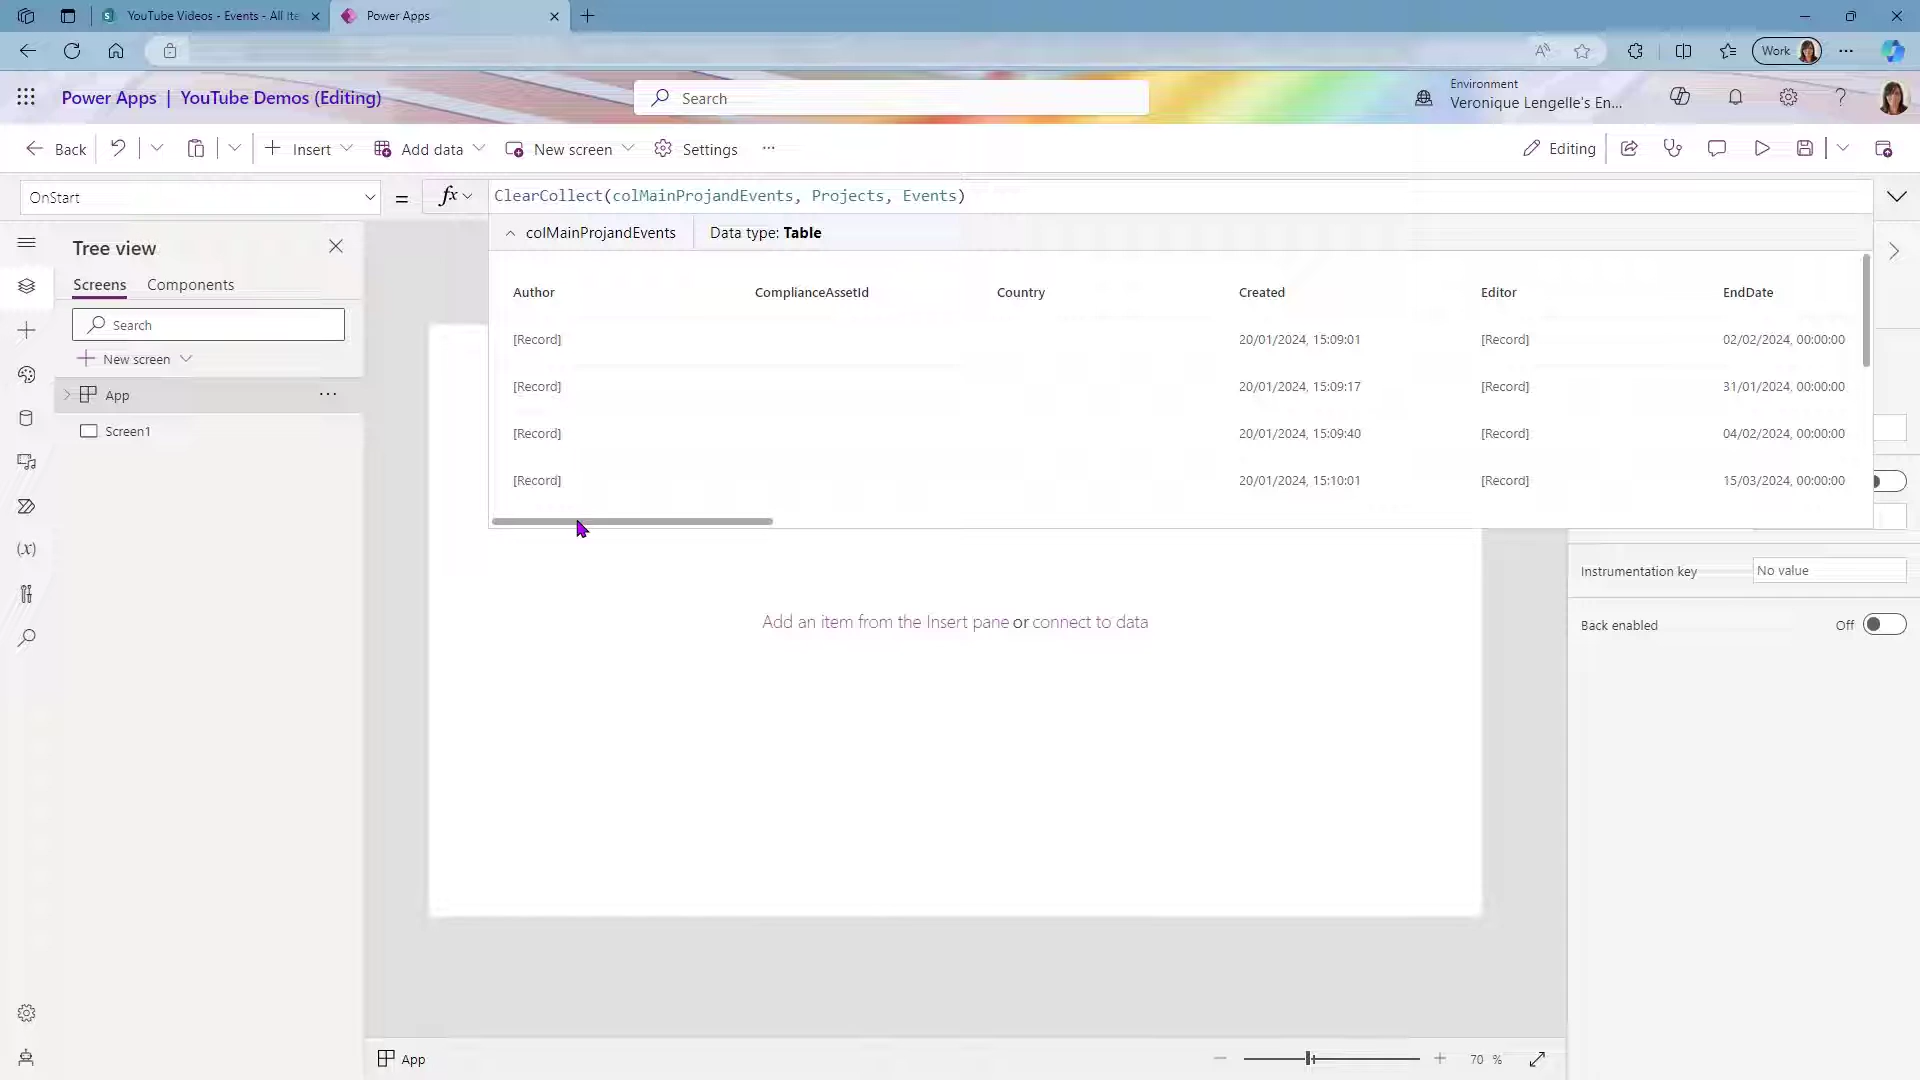 YouTube Videos - Events - All Ite
Power Apps
Work
Power Apps | YouTube Demos (Editing)
Search
Environment
Veronique Lengelle's En...
Back
Insert
Add data
New screen
Settings
Editing
OnStart
=
fx
ClearCollect(colMainProjandEvents, Projects, Events)
colMainProjandEvents
Data type: Table
Tree view
Screens
Components
Search
New screen
App
Screen1
Author
ComplianceAssetId
Country
Created
Editor
EndDate
[Record]
20/01/2024, 15:09:01
[Record]
02/02/2024, 00:00:00
[Record]
20/01/2024, 15:09:17
[Record]
31/01/2024, 00:00:00
[Record]
20/01/2024, 15:09:40
[Record]
04/02/2024, 00:00:00
[Record]
20/01/2024, 15:10:01
[Record]
15/03/2024, 00:00:00
Add an item from the Insert pane or connect to data
Instrumentation key
No value
Back enabled
Off
App
70 %